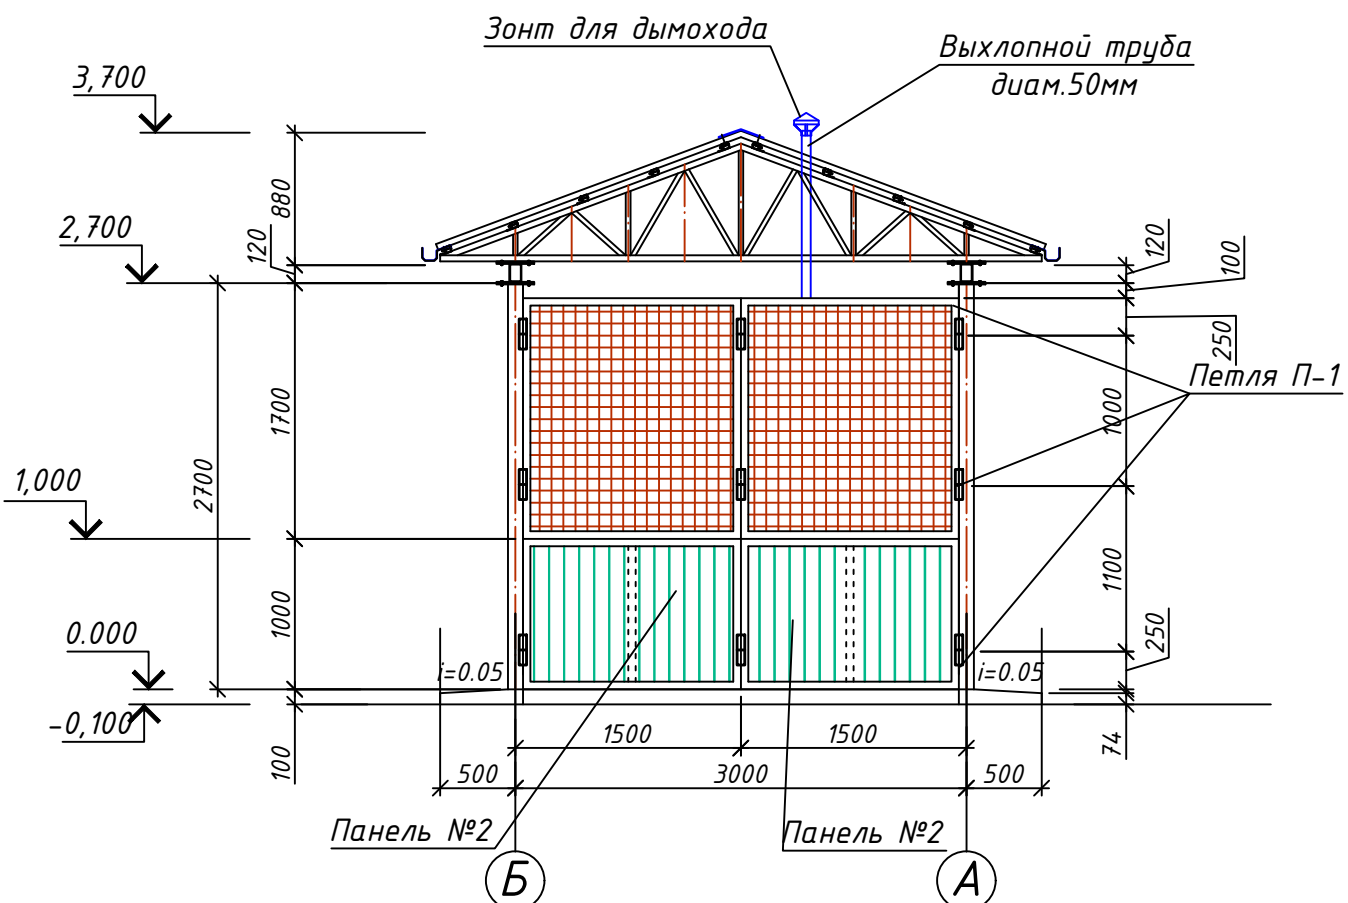 Зонт для дымохода
Выхлопной труба
диам.50мм
3,700
880
2,700
120
120
100
250
Петля П-1
1700
1000
2700
1,000
1100
1000
0.000
250
i=0.05
i=0.05
-0,100
100
1500
1500
74
500
3000
500
Панель №2
Панель №2
Б
А